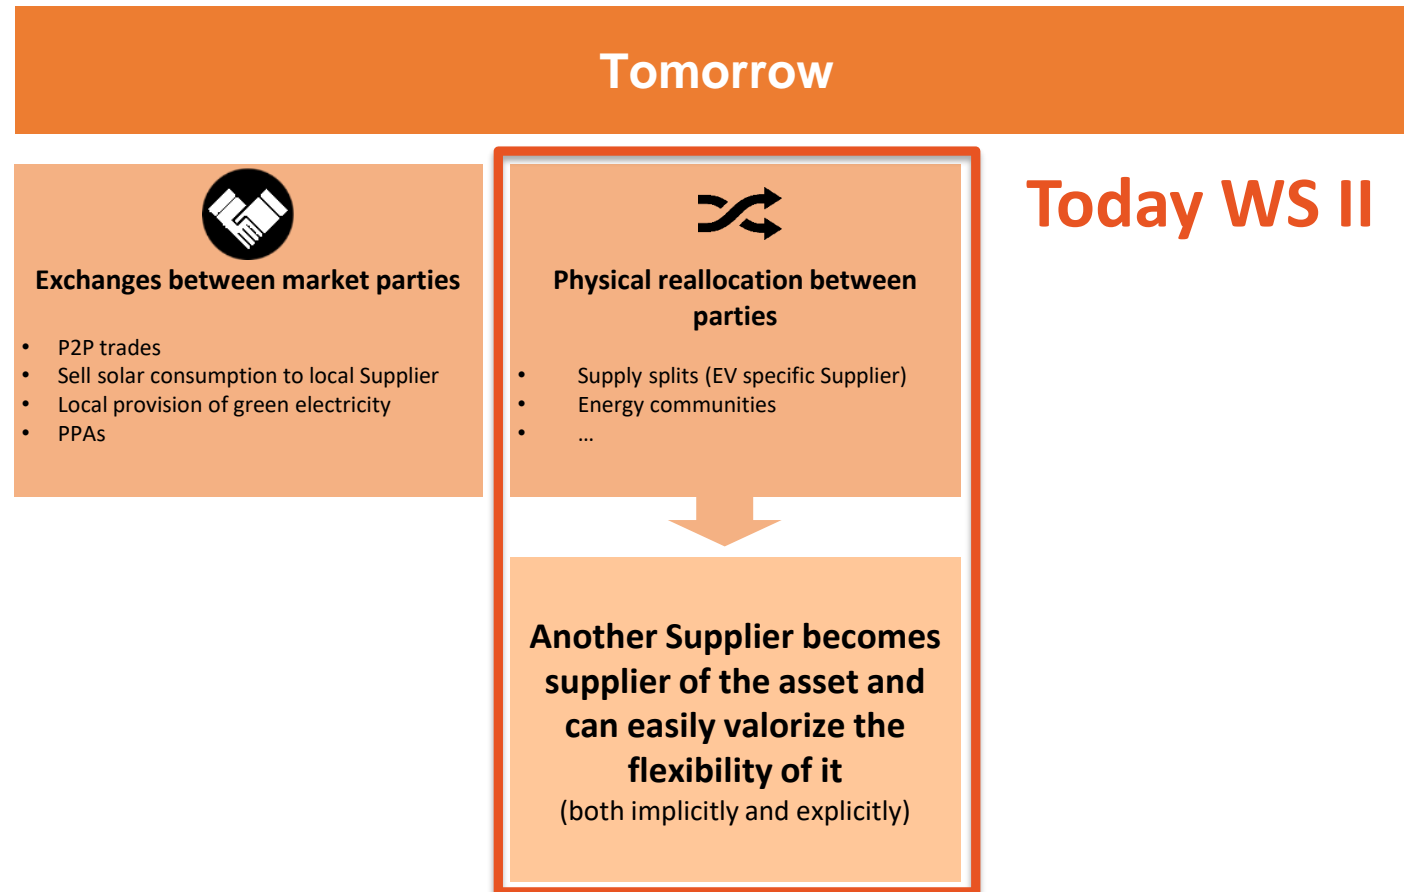 Tomorrow
Exchanges between market parties
• P2P trades
• Sell solar consumption to local Supplier
• Local provision of green electricity
• PPAs
Physical reallocation between
parties
• Supply splits (EV specific Supplier)
• Energy communities
• ...
Another Supplier becomes
supplier of the asset and
can easily valorize the
flexibility of it
(both implicitly and explicitly)
Today WS II